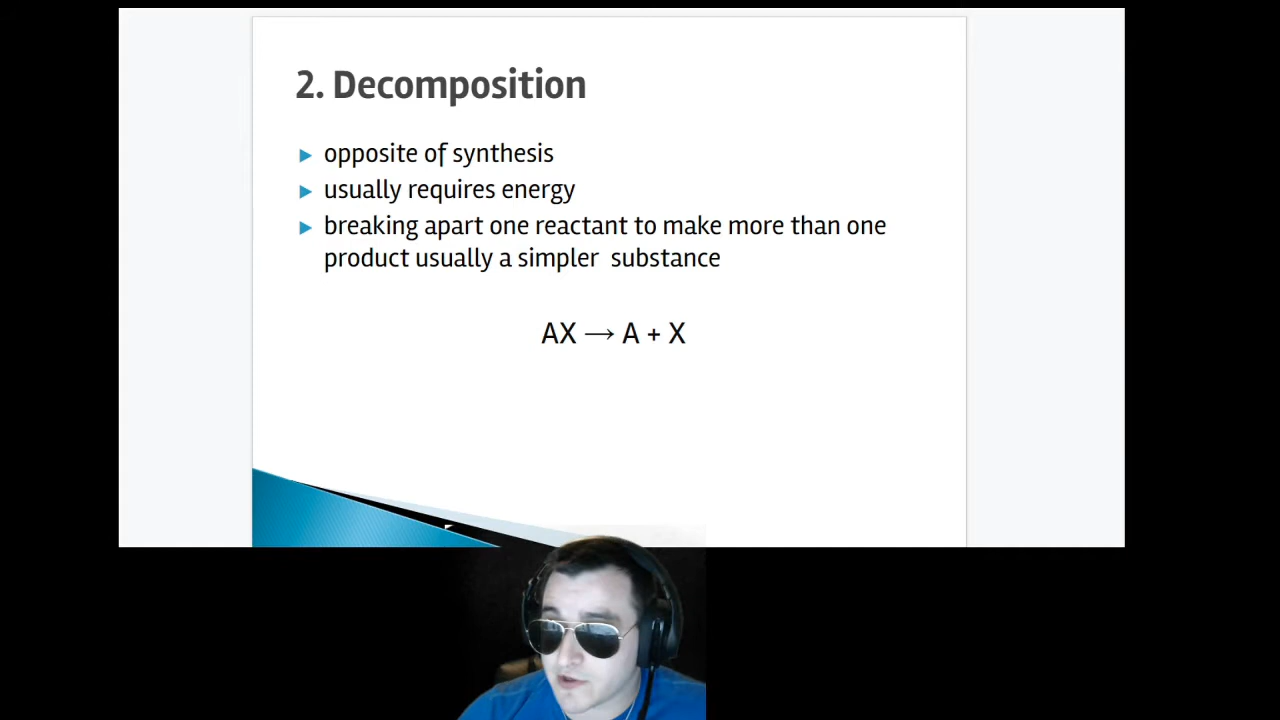 2. Decomposition
opposite of synthesis
usually requires energy
breaking apart one reactant to make more than one
product usually a simpler substance
AX → A + X